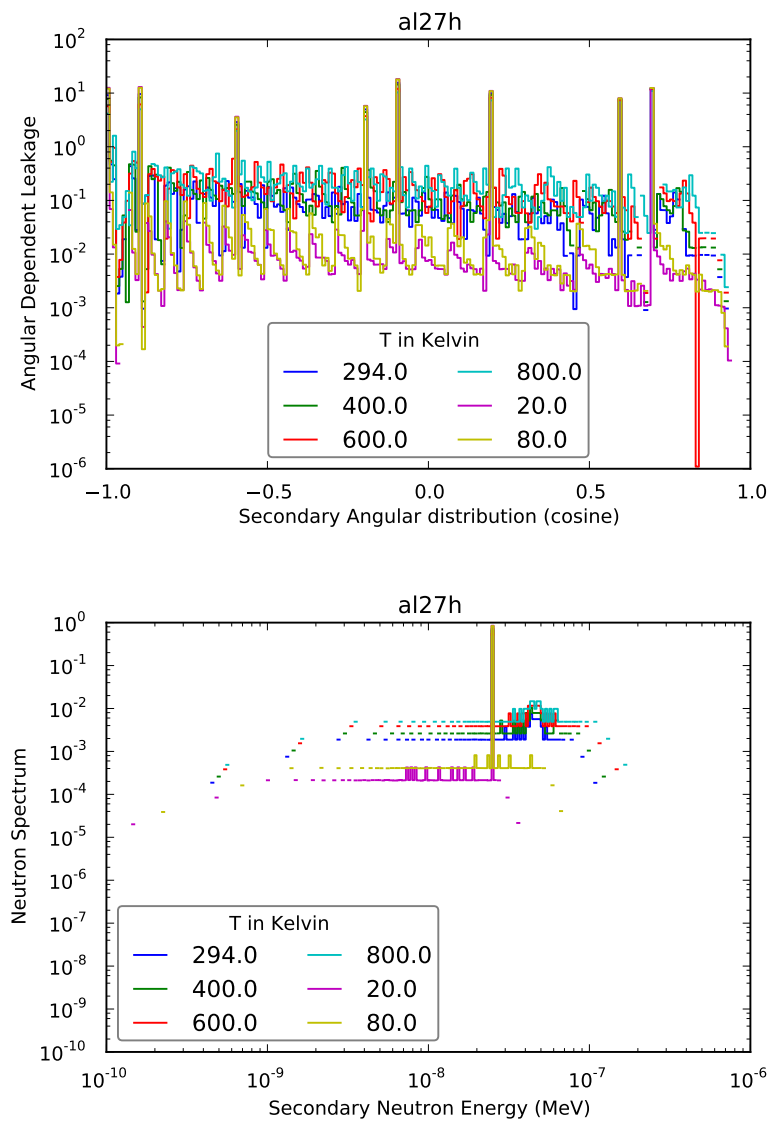 al27h
10^2
10^1
10^0
10^-1
10^-2
10^-3
10^-4
10^-5
10^-6
Angular Dependent Leakage
T in Kelvin
294.0 800.0
400.0 20.0
600.0 80.0
−1.0 −0.5 0.0 0.5 1.0
Secondary Angular distribution (cosine)
al27h
10^0
10^-1
10^-2
10^-3
10^-4
10^-5
10^-6
10^-7
10^-8
10^-9
10^-10
Neutron Spectrum
T in Kelvin
294.0 800.0
400.0 20.0
600.0 80.0
10^-10 10^-9 10^-8 10^-7 10^-6
Secondary Neutron Energy (MeV)